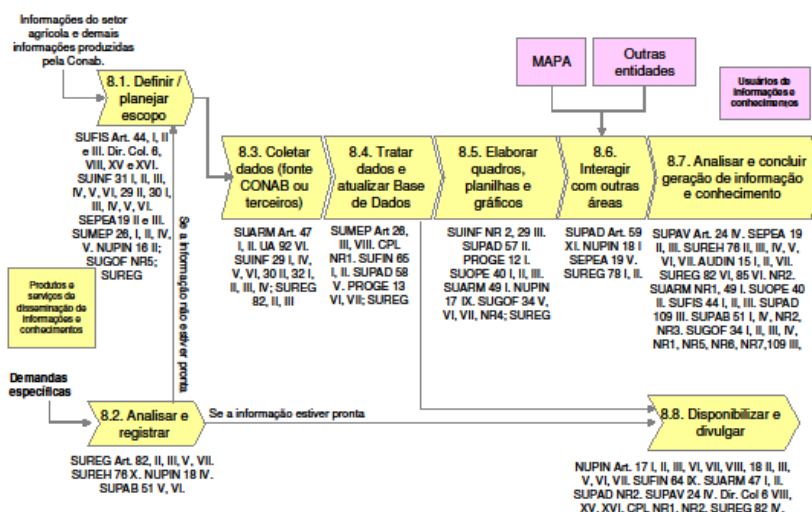 Informações do setor
agrícola e demais
informações produzidas
pela Conab.
8.1. Definir /
planejar
escopo
SUFIS Art. 44, I, II
e III. Dir. Col. 6,
VIII, XV e XVI.
SUINF 31 I, II, III,
IV, V, VI, 29 II, 30 I,
III, IV, V, VI.
SEPEA19 II e III.
SUMEP 26, I, II, IV,
V. NUPIN 16 II;
SUGOF NR5;
SUREG
Se a informação não estiver pronta
Produtos e
serviços de
disseminação de
informações e
conhecimentos
Demandas
específicas
8.2. Analisar e
registrar
SUREG Art. 82, II, III, V, VII.
SUREH 76 X. NUPIN 18 IV.
SUPAB 51 V, VI.
Se a informação estiver pronta
8.3. Coletar
dados (fonte
CONAB ou
terceiros)
SUARM Art. 47
I, II. UA 92 VI.
SUINF 29 I, IV,
V, VI, 30 II, 32 I,
II, III, IV; SUREG
82, II, III
8.4. Tratar
dados e
atualizar Base
de Dados
SUMEP Art 26,
III, VIII. CPL
NR1. SUFIN 65
I, II. SUPAD 58
V. PROGE 13
VI, VII; SUREG
8.5. Elaborar
quadros,
planilhas e
gráficos
SUINF NR 2, 29 III.
SUPAD 57 II.
PROGE 12 I.
SUOPE 40 I, II, III.
SUARM 49 I. NUPIN
17 IX. SUGOF 34 V,
VI, VII, NR4; SUREG
MAPA
Outras
entidades
8.6.
Interagir
com outras
áreas
SUPAD Art. 59
XI. NUPIN 18 I
SEPEA 19 V.
SUREG 78 I, II.
Usuários de
informações e
conhecimentos
8.7. Analisar e concluir
geração de informação
e conhecimento
SUPAV Art. 24 IV. SEPEA 19
II, III. SUREH 76 II, III, IV, V,
VI, VII. AUDIN 15 I, II, VII.
SUREG 82 VI, 85 VI. NR2.
SUARM NR1, 49 I. SUOPE 40
II. SUFIS 44 I, II, III. SUPAD
109 III. SUPAB 51 I, IV, NR2,
NR3. SUGOF 34 I, II, III, IV,
NR1, NR5, NR6, NR7,109 III,
8.8. Disponibilizar e
divulgar
NUPIN Art. 17 I, II, III, VI, VII, VIII, 18 II, III,
V, VI, VII. SUFIN 64 IX. SUARM 47 I, II.
SUPAD NR2. SUPAV 24 IV. Dir. Col 6 VIII,
XV, XVI. CPL NR1, NR2. SUREG 82 IV.